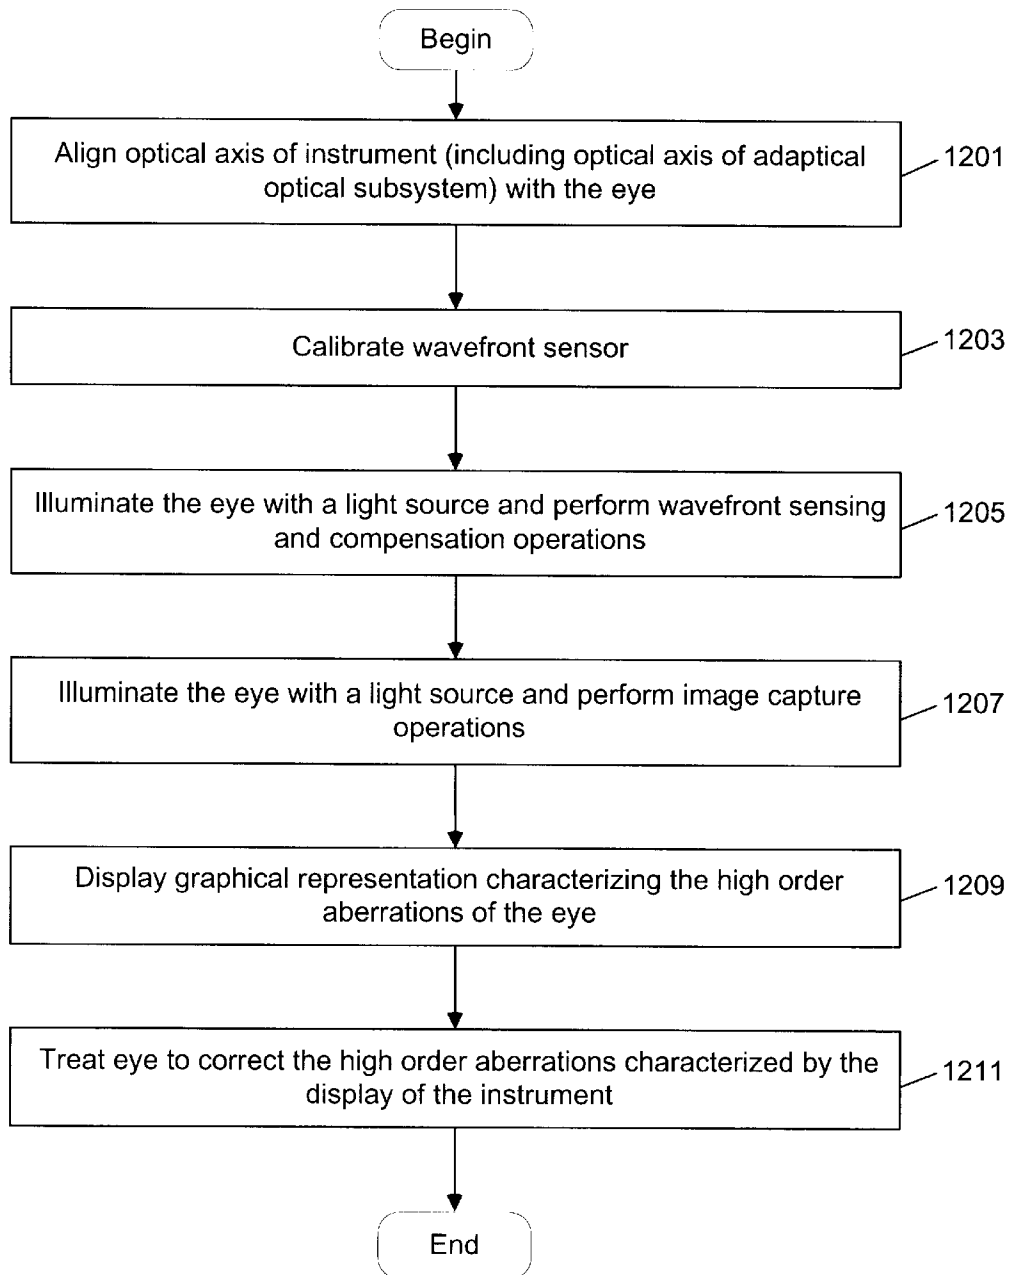 Begin
Align optical axis of instrument (including optical axis of adaptical
optical subsystem) with the eye
1201
Calibrate wavefront sensor
1203
Illuminate the eye with a light source and perform wavefront sensing
and compensation operations
1205
Illuminate the eye with a light source and perform image capture
operations
1207
Display graphical representation characterizing the high order
aberrations of the eye
1209
Treat eye to correct the high order aberrations characterized by the
display of the instrument
1211
End